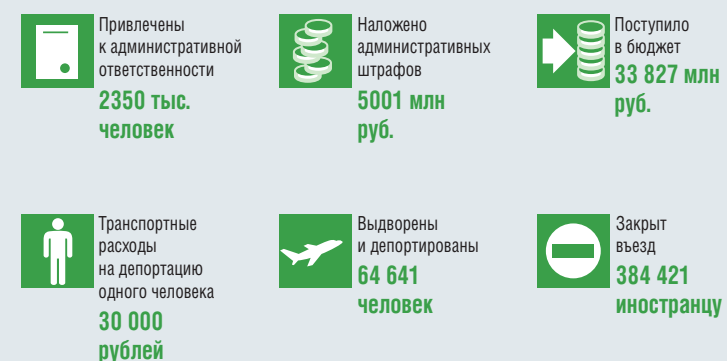 Привлечены
к административной
ответственности
2350 тыс.
человек
Наложено
административных
штрафов
5001 млн
руб.
Поступило
в бюджет
33 827 млн
руб.
Транспортные
расходы
на депортацию
одного человека
30 000
рублей
Выдворены
и депортированы
64 641
человек
Закрыт
въезд
384 421
иностранцу